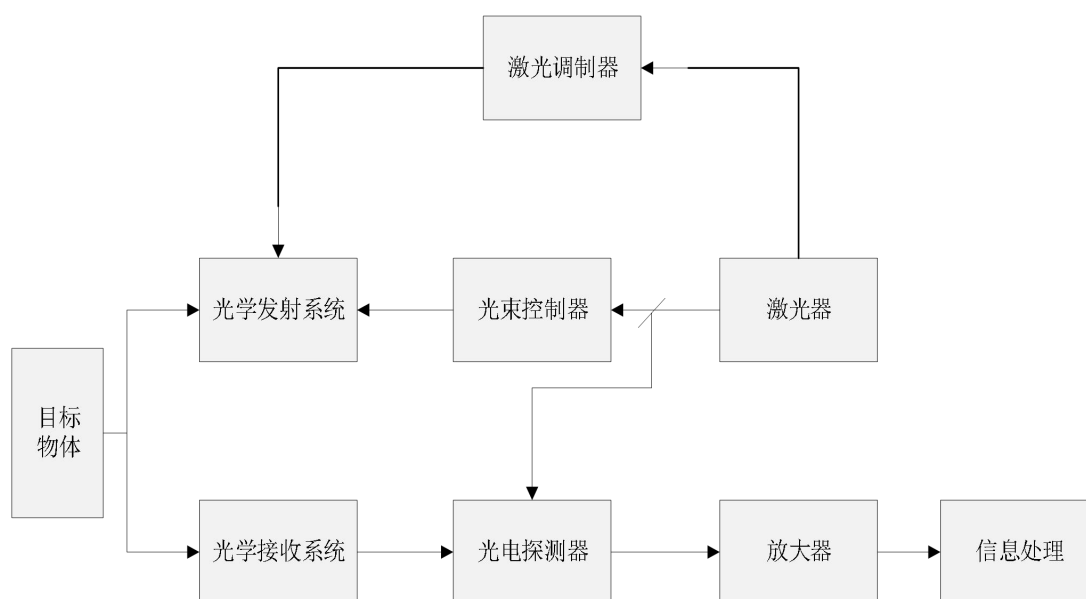 激光调制器
光学发射系统
光束控制器
激光器
目标
物体
光学接收系统
光电探测器
放大器
信息处理